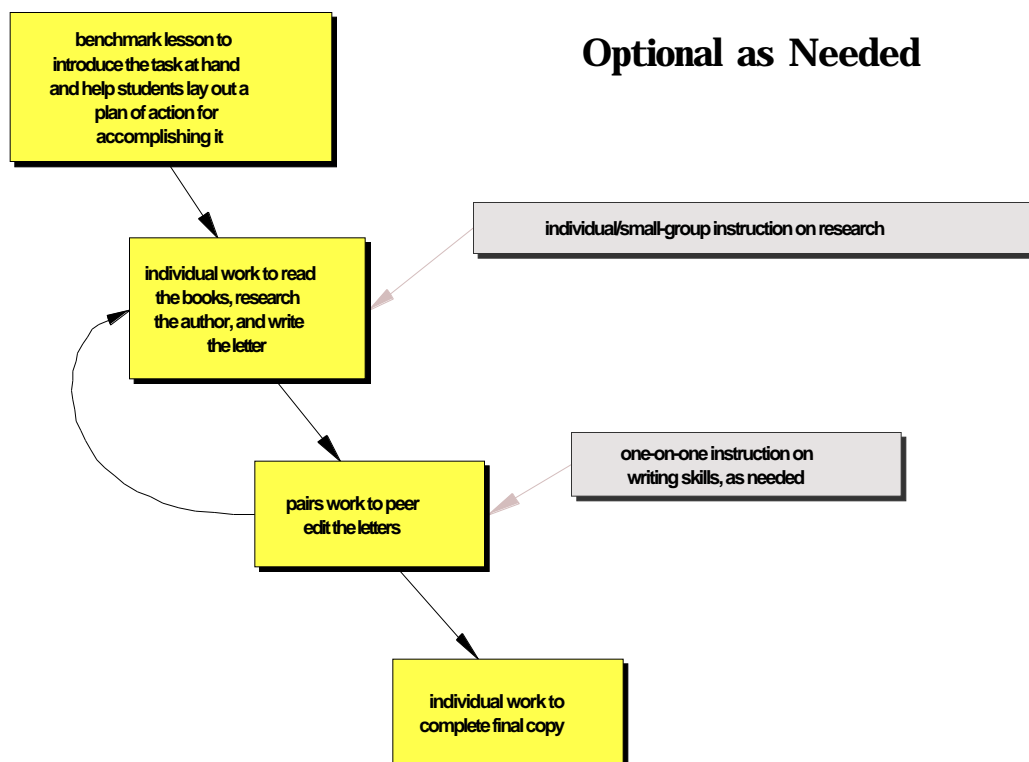 benchmark lesson to
introduce the task at hand
and help students lay out a
plan of action for
accomplishing it
Optional as Needed
individual/small-group instruction on research
individual work to read
the books, research
the author, and write
the letter
one-on-one instruction on
writing skills, as needed
pairs work to peer
edit the letters
individual work to
complete final copy